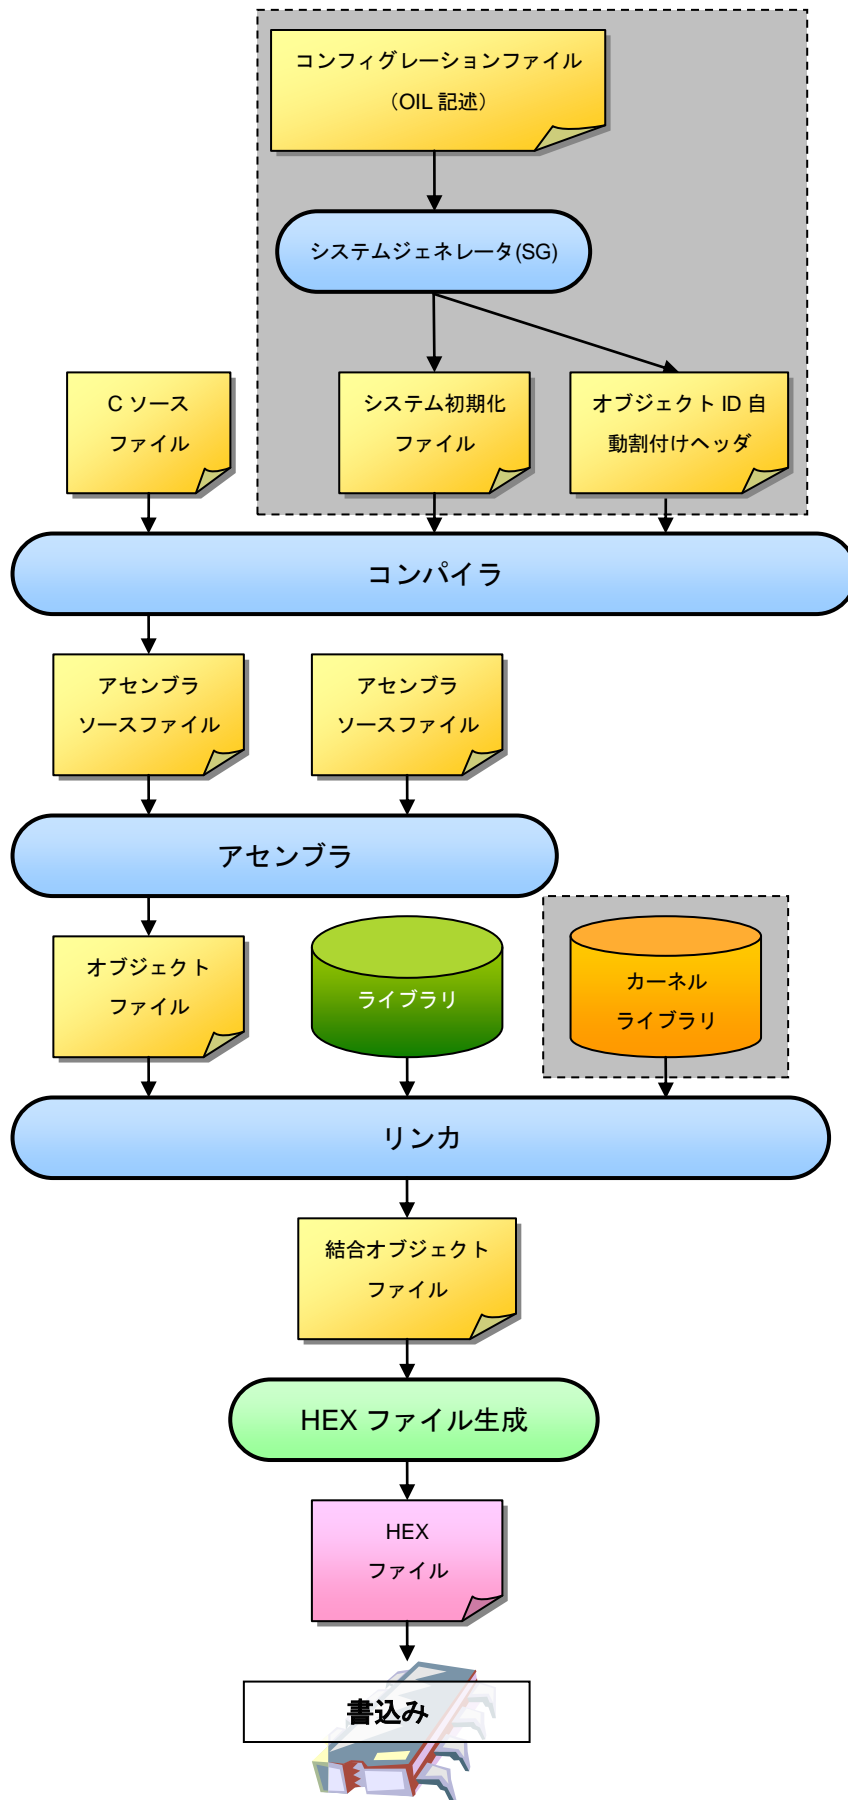 コンフィグレーションファイル
（OIL 記述）
システムジェネレータ(SG)
C ソース
ファイル
システム初期化
ファイル
オブジェクト ID 自
動割付けヘッダ
コンパイラ
アセンブラ
ソースファイル
アセンブラ
ソースファイル
アセンブラ
オブジェクト
ファイル
ライブラリ
カーネル
ライブラリ
リンカ
結合オブジェクト
ファイル
HEX ファイル生成
HEX
ファイル
書込み